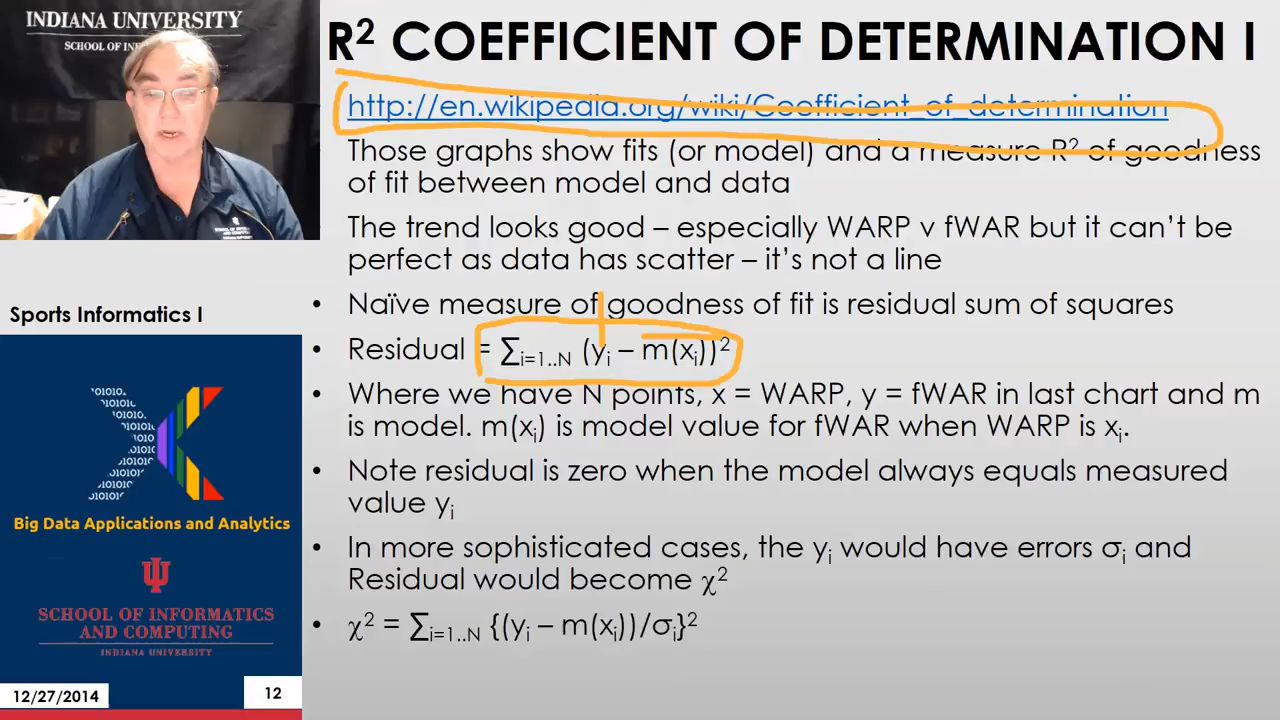 INDIANA UNIVERSITY
SCHOOL OF INF
R² COEFFICIENT OF DETERMINATION I
http://en.wikipedia.org/wiki/Coefficient_of_determination
Those graphs show fits (or model) and a measure R² of goodness
of fit between model and data
The trend looks good – especially WARP v fWAR but it can't be
perfect as data has scatter – it's not a line
• Naïve measure of goodness of fit is residual sum of squares
• Residual = ∑i=1..N (yi – m(xi))²
• Where we have N points, x = WARP, y = fWAR in last chart and m
is model. m(xi) is model value for fWAR when WARP is xi.
• Note residual is zero when the model always equals measured
value yi
• In more sophisticated cases, the yi would have errors σi and
Residual would become χ²
• χ² = ∑i=1..N {(yi – m(xi))/σi}²
Sports Informatics I
Big Data Applications and Analytics
SCHOOL OF INFORMATICS
AND COMPUTING
INDIANA UNIVERSITY
12/27/2014
12